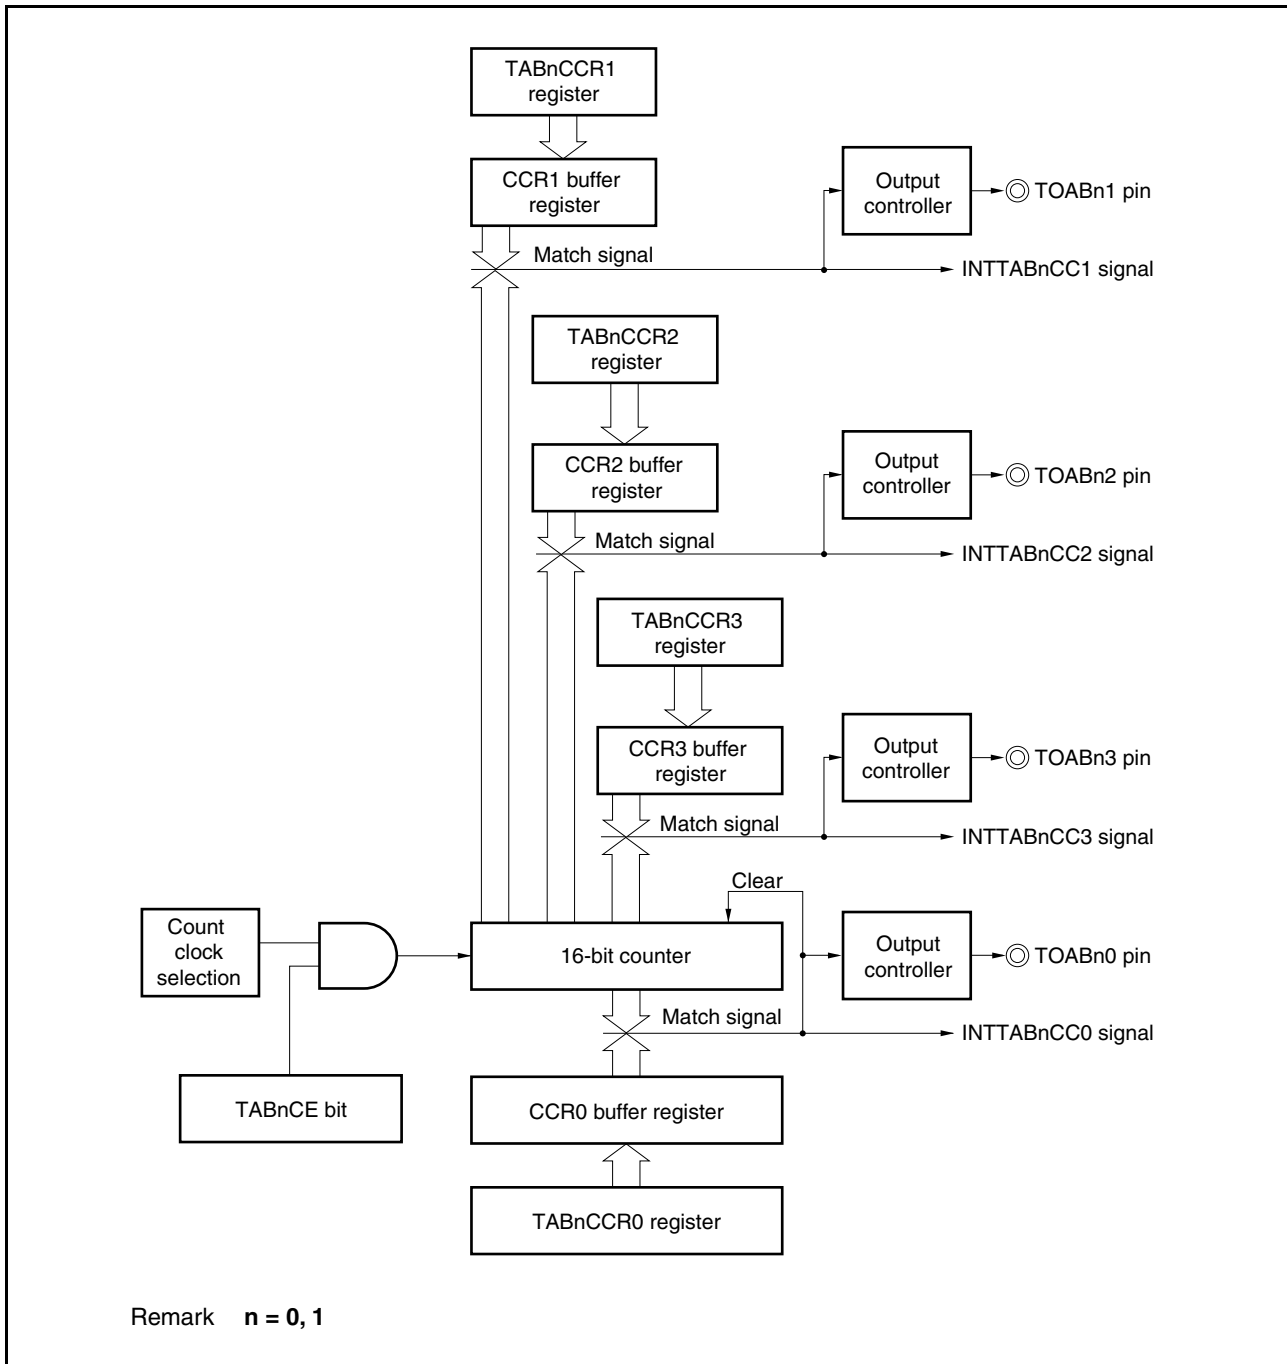 TABnCCR1
register
CCR1 buffer
register
Output
controller
TOABn1 pin
Match signal
INTTABnCC1 signal
TABnCCR2
register
CCR2 buffer
register
Output
controller
TOABn2 pin
Match signal
INTTABnCC2 signal
TABnCCR3
register
CCR3 buffer
register
Output
controller
TOABn3 pin
Match signal
INTTABnCC3 signal
Clear
Count
clock
selection
16-bit counter
Output
controller
TOABn0 pin
Match signal
INTTABnCC0 signal
TABnCE bit
CCR0 buffer register
TABnCCR0 register
Remark n = 0, 1